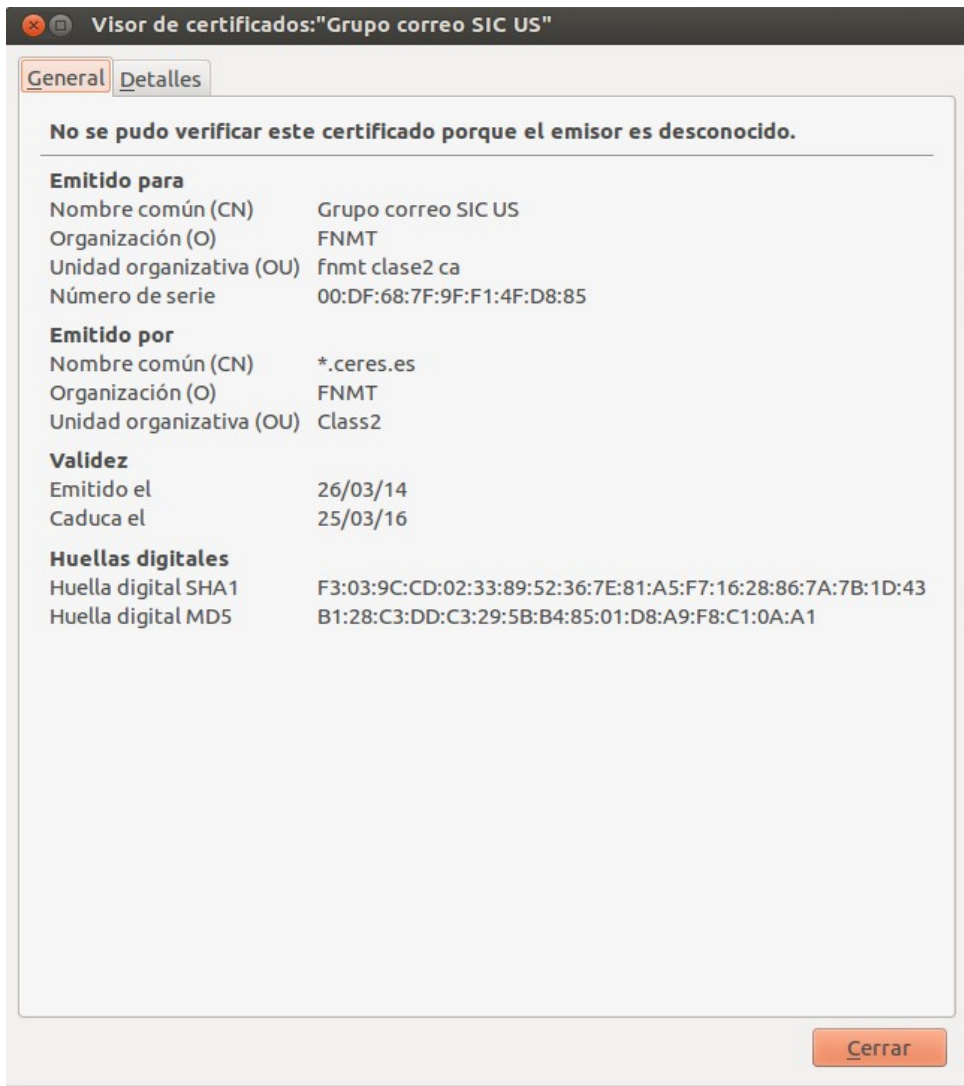 Visor de certificados:"Grupo correo SIC US"
General Detalles
No se pudo verificar este certificado porque el emisor es desconocido.
Emitido para
Nombre común (CN) Grupo correo SIC US
Organización (O) FNMT
Unidad organizativa (OU) fnmt clase2 ca
Número de serie 00:DF:68:7F:9F:F1:4F:D8:85
Emitido por
Nombre común (CN) *.ceres.es
Organización (O) FNMT
Unidad organizativa (OU) Class2
Validez
Emitido el 26/03/14
Caduca el 25/03/16
Huellas digitales
Huella digital SHA1 F3:03:9C:CD:02:33:89:52:36:7E:81:A5:F7:16:28:86:7A:7B:1D:43
Huella digital MD5 B1:28:C3:DD:C3:29:5B:B4:85:01:D8:A9:F8:C1:0A:A1
Cerrar